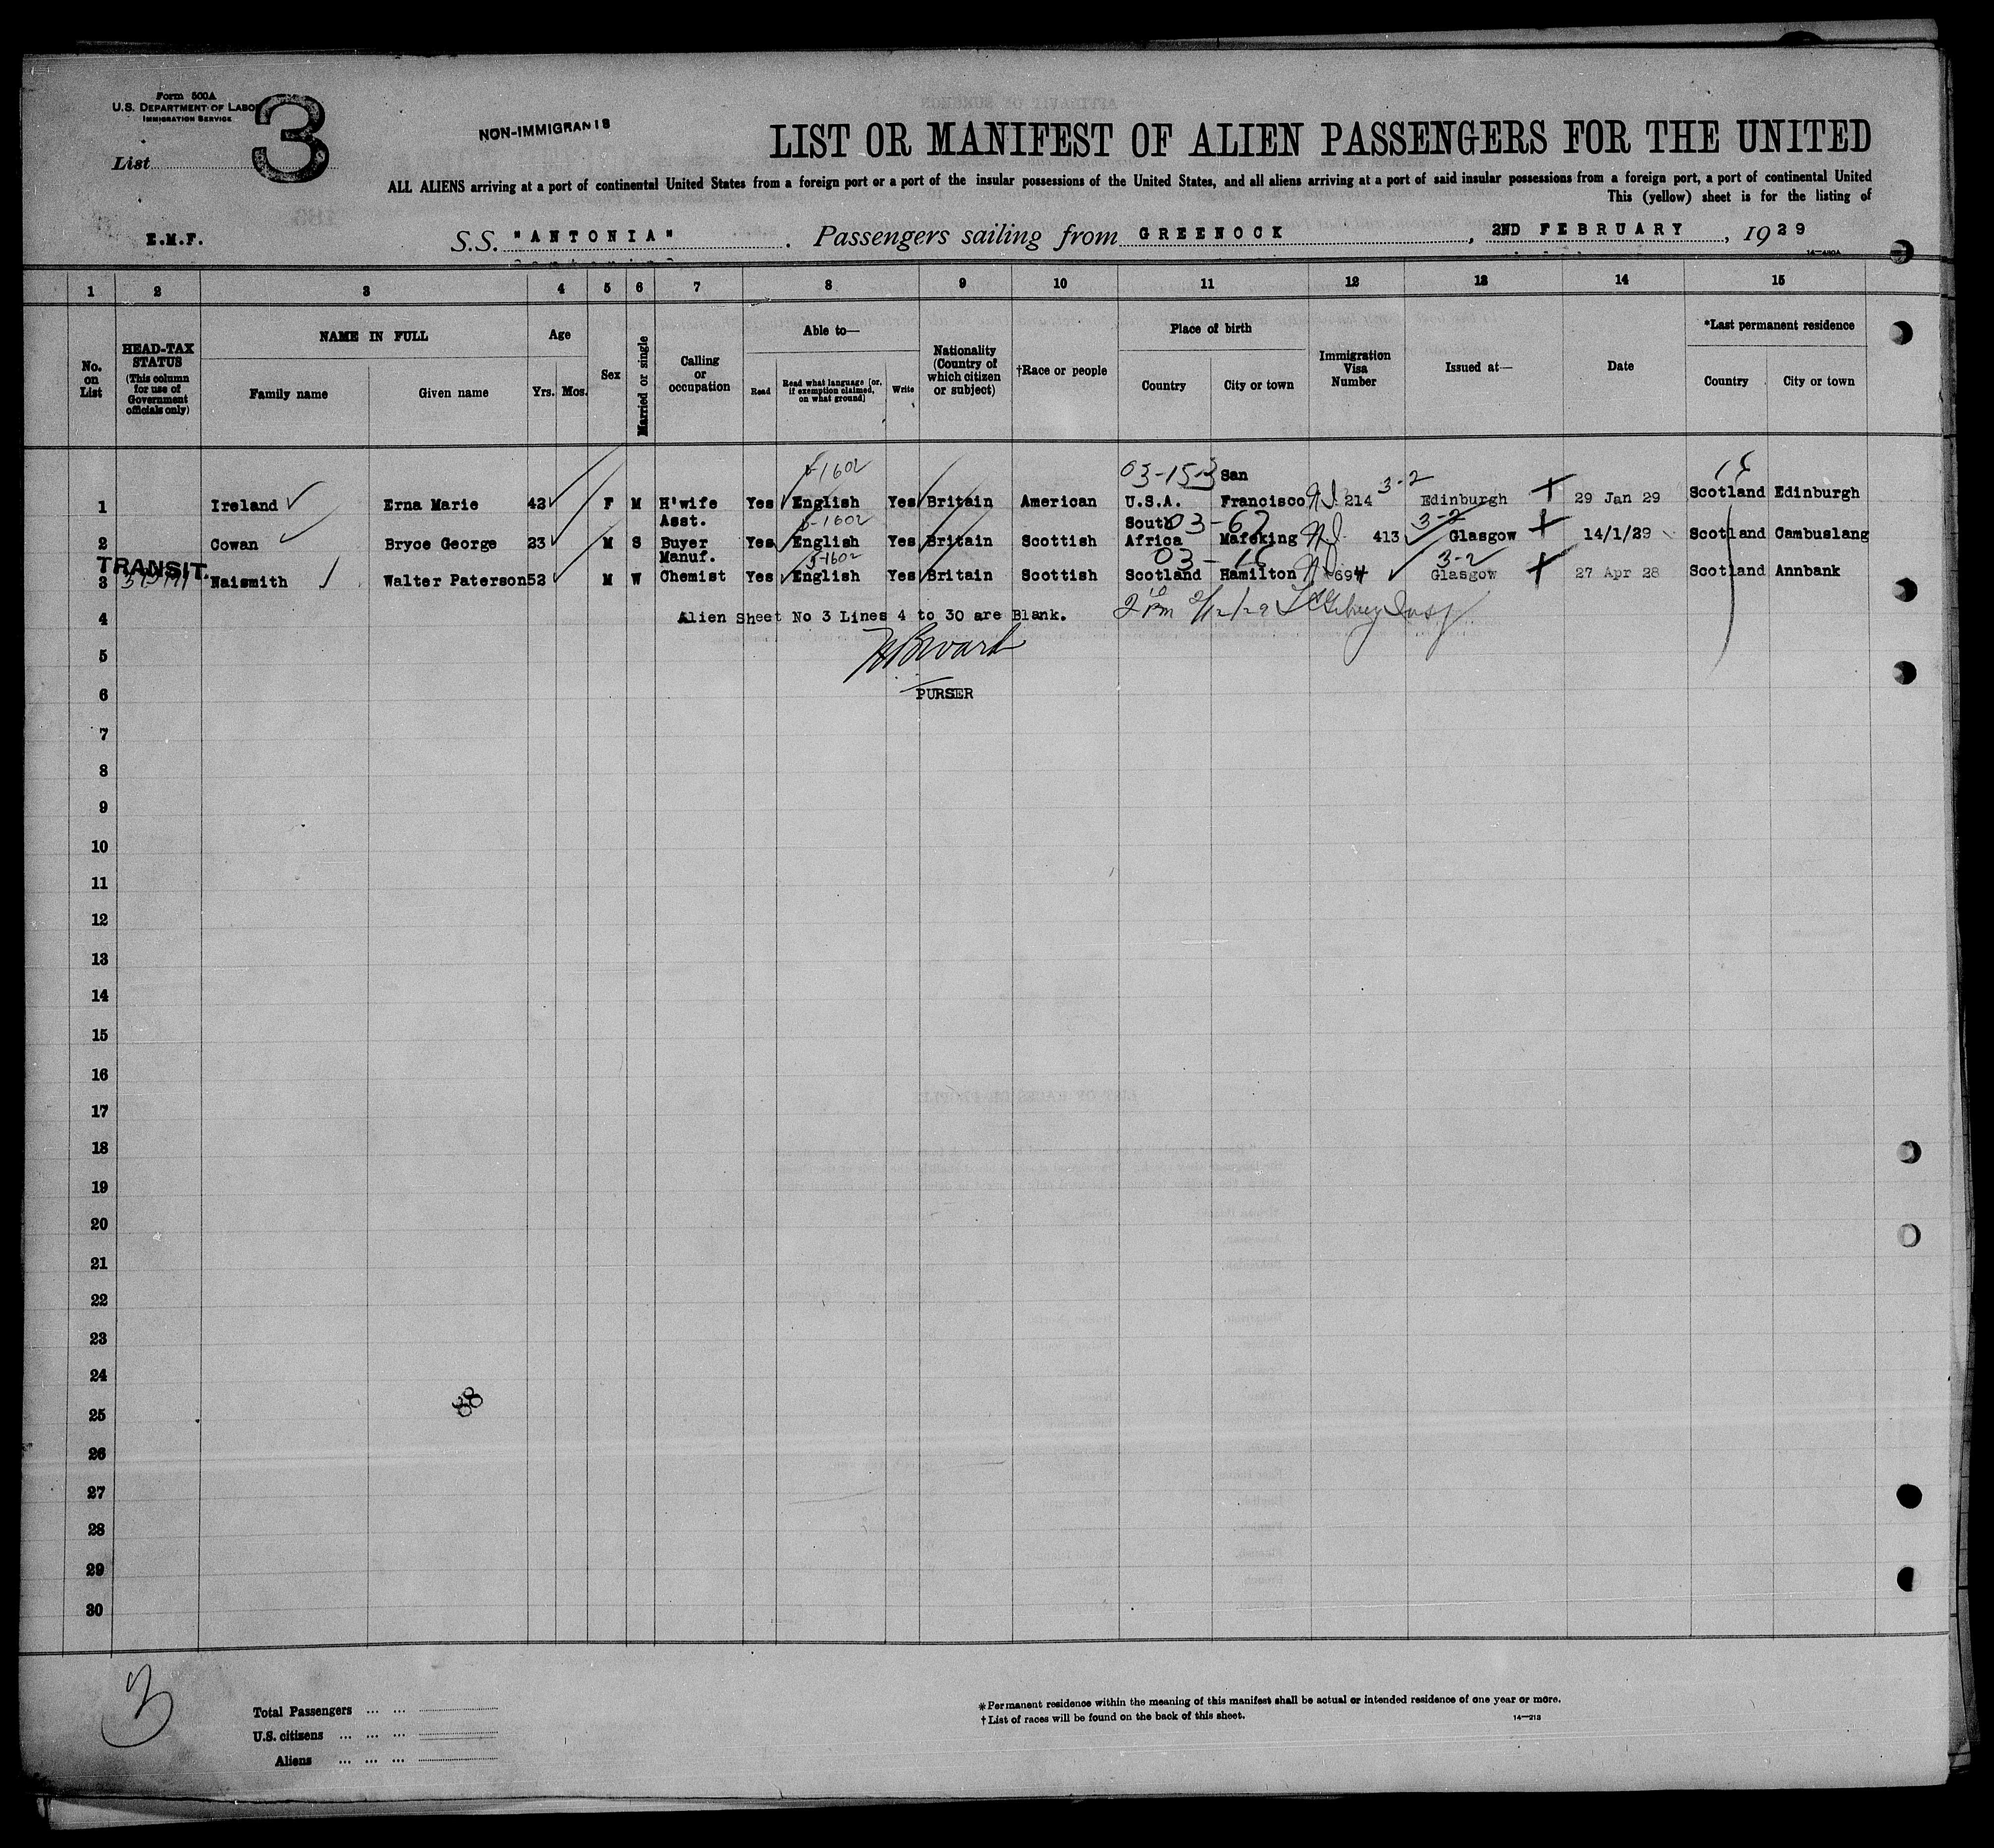 Form 500A
U.S. DEPARTMENT OF LABOR
IMMIGRATION SERVICE
3
List
NON-IMMIGRANTS
LIST OR MANIFEST OF ALIEN PASSENGERS FOR THE UNITED
ALL ALIENS arriving at a port of continental United States from a foreign port or a port of the insular possessions of the United States, and all aliens arriving at a port of said insular possessions from a foreign port, a port of continental United
This (yellow) sheet is for the listing of
E.M.F.
S.S. "ANTONIA". Passengers sailing from GREENOCK, 2ND FEBRUARY, 1929
14—480A
1 2 3 4 5 6 7 8 9 10 11 12 13 14 15
No. on List
HEAD-TAX STATUS (This column for use of Government officials only)
NAME IN FULL
Family name Given name
Age
Yrs. Mos.
Sex
Married or single
Calling or occupation
Able to—
Read Read what language [or, if exemption claimed, on what ground] Write
Nationality (Country of which citizen or subject)
†Race or people
Place of birth
Country City or town
Immigration Visa Number
Issued at—
Date
*Last permanent residence
Country City or town
03-15-3 San
1 Ireland Erna Marie 42 F M H'wife Yes English Yes Britain American U.S.A. Francisco 214 3-2 Edinburgh 29 Jan 29 Scotland Edinburgh
Asst. South 03-62 3-2
2 Cowan Bryce George 23 M S Buyer Yes English Yes Britain Scottish Africa Mafeking 413 Glasgow 14/1/29 Scotland Cambuslang
TRANSIT. Manuf. 03-16 3-2
3 Naismith Walter Paterson 52 M W Chemist Yes English Yes Britain Scottish Scotland Hamilton 694 Glasgow 27 Apr 28 Scotland Annbank
4 Alien Sheet No 3 Lines 4 to 30 are Blank.
5
6 PURSER
7
8
9
10
11
12
13
14
15
16
17
18
19
20
21
22
23
24
25
38
26
27
28
29
30
3
Total Passengers ... ...
U.S. citizens ... ... ...
Aliens ... ... ...
*Permanent residence within the meaning of this manifest shall be actual or intended residence of one year or more.
†List of races will be found on the back of this sheet.
14—213